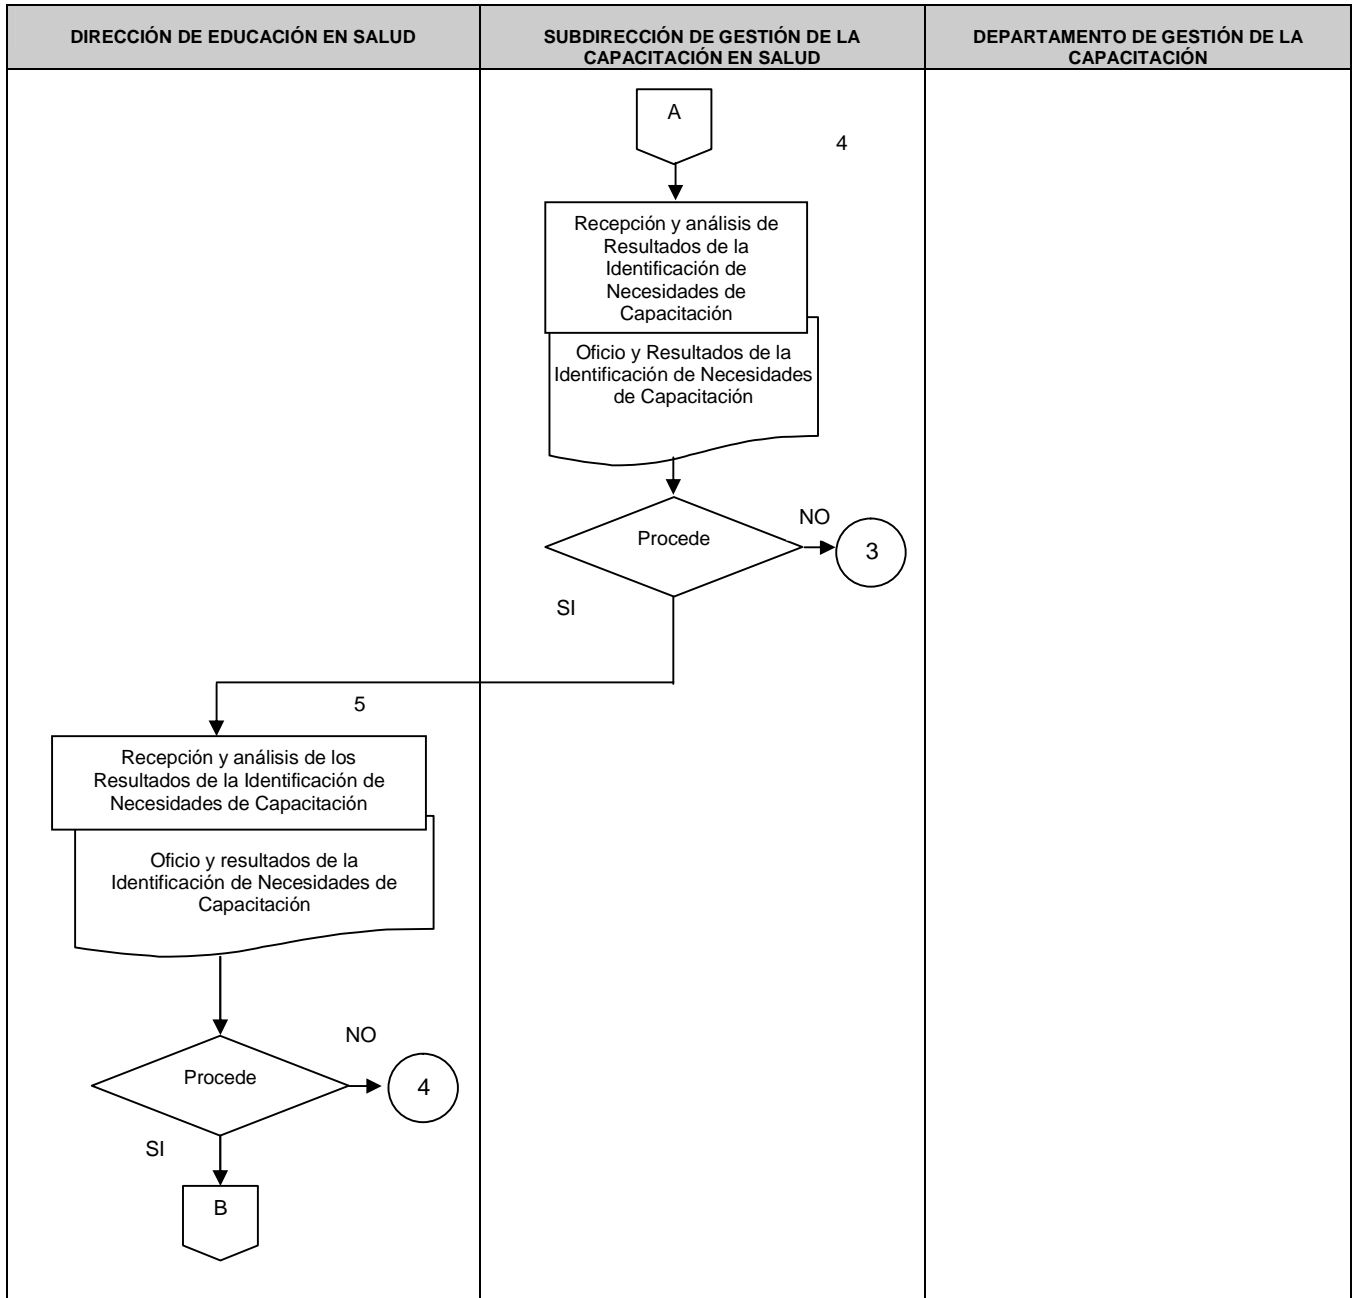 DIRECCIÓN DE EDUCACIÓN EN SALUD
SUBDIRECCIÓN DE GESTIÓN DE LA
CAPACITACIÓN EN SALUD
DEPARTAMENTO DE GESTIÓN DE LA
CAPACITACIÓN
A
4
Recepción y análisis de
Resultados de la
Identificación de
Necesidades de
Capacitación
Oficio y Resultados de la
Identificación de Necesidades
de Capacitación
Procede
NO
3
SI
5
Recepción y análisis de los
Resultados de la Identificación de
Necesidades de Capacitación
Oficio y resultados de la
Identificación de Necesidades de
Capacitación
Procede
NO
4
SI
B